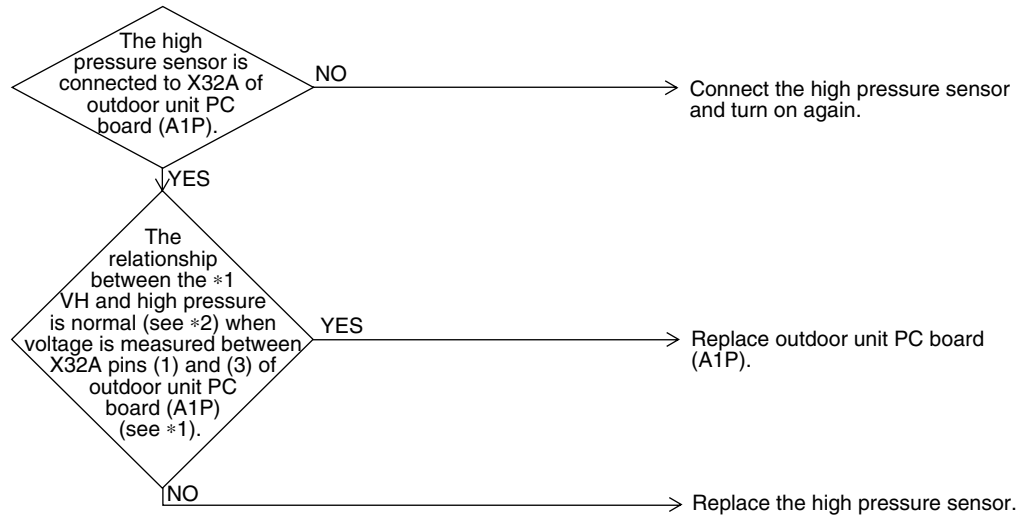 The high
pressure sensor is
connected to X32A of
outdoor unit PC
board (A1P).
NO
Connect the high pressure sensor
and turn on again.
YES
The
relationship
between the *1
VH and high pressure
is normal (see *2) when
voltage is measured between
X32A pins (1) and (3) of
outdoor unit PC
board (A1P)
(see *1).
YES
Replace outdoor unit PC board
(A1P).
NO
Replace the high pressure sensor.